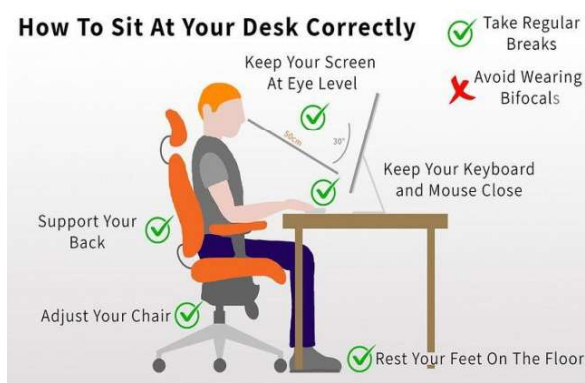 How To Sit At Your Desk Correctly
Take Regular
Breaks
Avoid Wearing
Bifocals
Keep Your Screen
At Eye Level
50cm
30°
Keep Your Keyboard
and Mouse Close
Support Your
Back
Adjust Your Chair
Rest Your Feet On The Floor